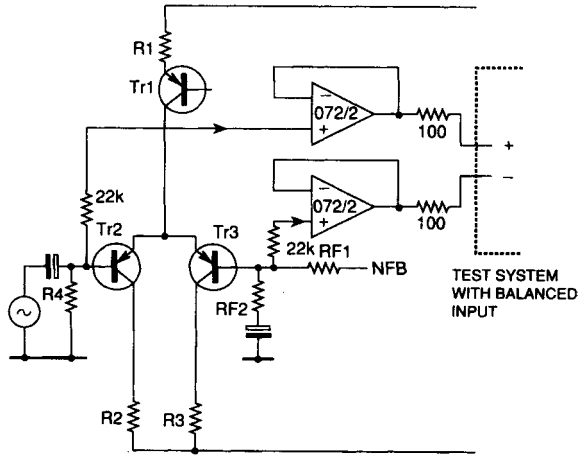 R1
Tr1
072/2
100
+
−
−
+
22k
Tr2
Tr3
−
+
072/2
22k
100
RF1
NFB
R4
RF2
TEST SYSTEM
WITH BALANCED
INPUT
R2
R3